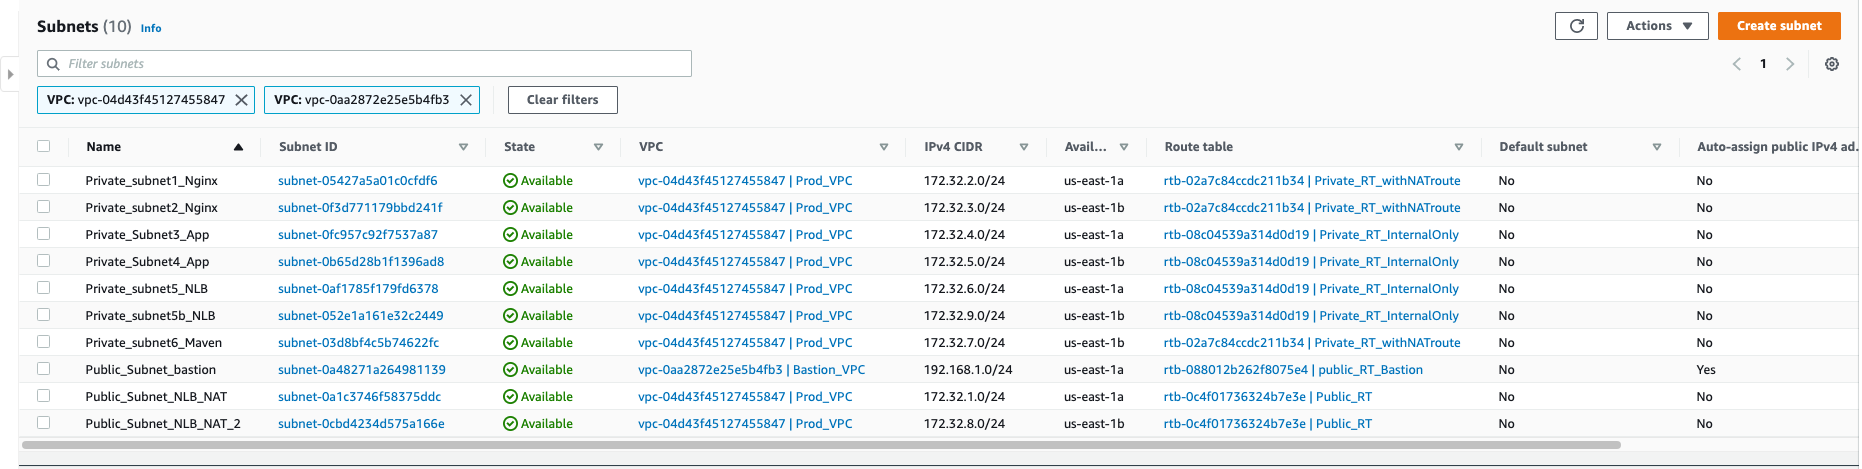 Subnets (10) Info
Actions Create subnet
Filter subnets
1
VPC: vpc-04d43f45127455847 VPC: vpc-0aa2872e25e5b4fb3 Clear filters
Name Subnet ID State VPC IPv4 CIDR Avail... Route table Default subnet Auto-assign public IPv4 ad...
Private_subnet1_Nginx subnet-05427a5a01c0cfdf6 Available vpc-04d43f45127455847 | Prod_VPC 172.32.2.0/24 us-east-1a rtb-02a7c84ccdc211b34 | Private_RT_withNATroute No No
Private_subnet2_Nginx subnet-0f3d771179bbd241f Available vpc-04d43f45127455847 | Prod_VPC 172.32.3.0/24 us-east-1b rtb-02a7c84ccdc211b34 | Private_RT_withNATroute No No
Private_Subnet3_App subnet-0fc957c92f7537a87 Available vpc-04d43f45127455847 | Prod_VPC 172.32.4.0/24 us-east-1a rtb-08c04539a314d0d19 | Private_RT_InternalOnly No No
Private_Subnet4_App subnet-0b65d28b1f1396ad8 Available vpc-04d43f45127455847 | Prod_VPC 172.32.5.0/24 us-east-1b rtb-08c04539a314d0d19 | Private_RT_InternalOnly No No
Private_subnet5_NLB subnet-0af1785f179fd6378 Available vpc-04d43f45127455847 | Prod_VPC 172.32.6.0/24 us-east-1a rtb-08c04539a314d0d19 | Private_RT_InternalOnly No No
Private_subnet5b_NLB subnet-052e1a161e32c2449 Available vpc-04d43f45127455847 | Prod_VPC 172.32.9.0/24 us-east-1b rtb-08c04539a314d0d19 | Private_RT_InternalOnly No No
Private_subnet6_Maven subnet-03d8bf4c5b74622fc Available vpc-04d43f45127455847 | Prod_VPC 172.32.7.0/24 us-east-1b rtb-02a7c84ccdc211b34 | Private_RT_withNATroute No No
Public_Subnet_bastion subnet-0a48271a264981139 Available vpc-0aa2872e25e5b4fb3 | Bastion_VPC 192.168.1.0/24 us-east-1a rtb-088012b262f8075e4 | public_RT_Bastion No Yes
Public_Subnet_NLB_NAT subnet-0a1c3746f58375ddc Available vpc-04d43f45127455847 | Prod_VPC 172.32.1.0/24 us-east-1a rtb-0c4f01736324b7e3e | Public_RT No No
Public_Subnet_NLB_NAT_2 subnet-0cbd4234d575a166e Available vpc-04d43f45127455847 | Prod_VPC 172.32.8.0/24 us-east-1b rtb-0c4f01736324b7e3e | Public_RT No No